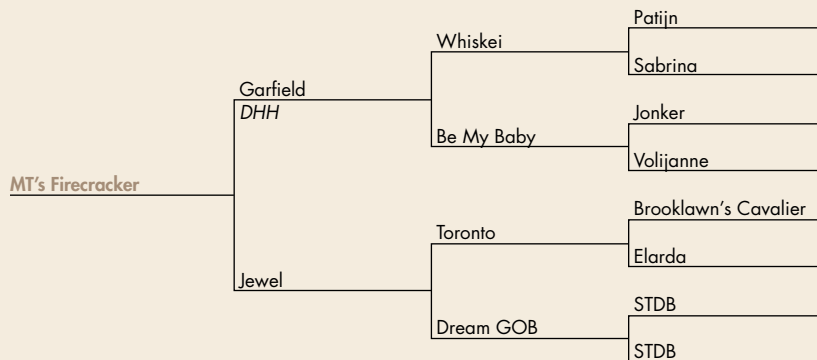 Patijn
Whiskei
Sabrina
Garfield
DHH
Jonker
Be My Baby
Volijanne
MT's Firecracker
Brooklawn's Cavalier
Toronto
Elarda
Jewel
STDB
Dream GOB
STDB